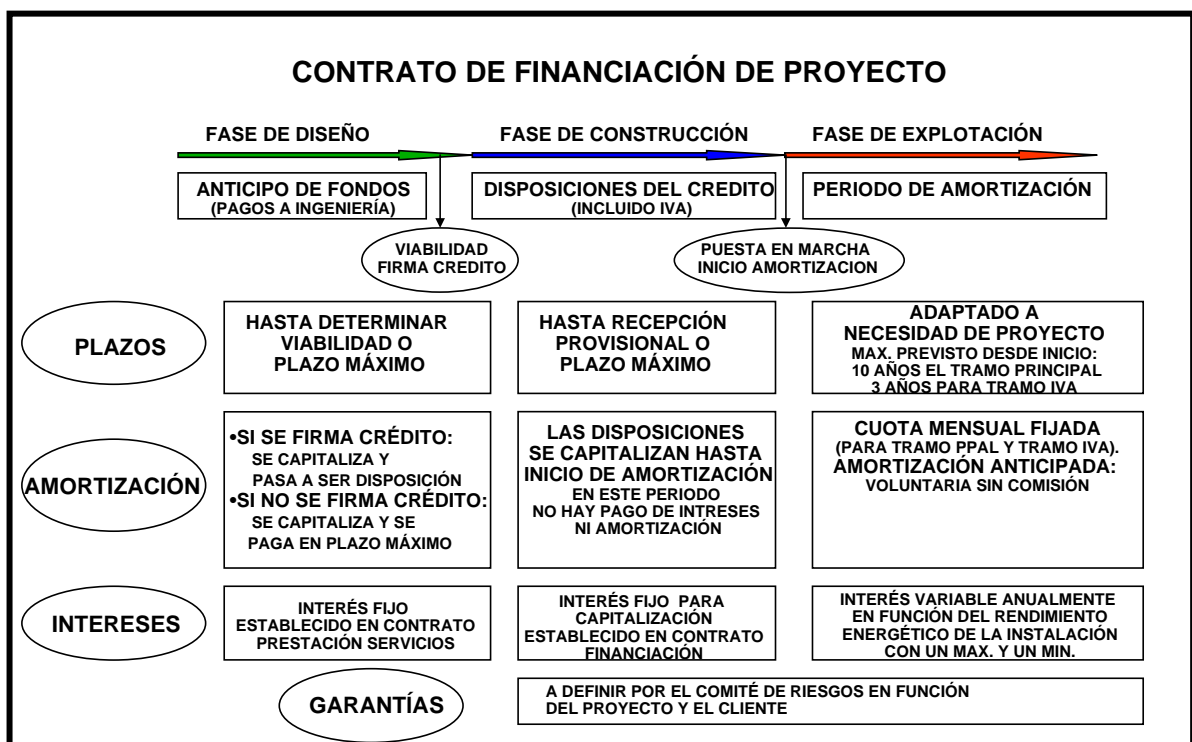 CONTRATO DE FINANCIACIÓN DE PROYECTO
FASE DE DISEÑO
FASE DE CONSTRUCCIÓN
FASE DE EXPLOTACIÓN
ANTICIPO DE FONDOS
(PAGOS A INGENIERÍA)
DISPOSICIONES DEL CREDITO
(INCLUIDO IVA)
PERIODO DE AMORTIZACIÓN
VIABILIDAD
FIRMA CREDITO
PUESTA EN MARCHA
INICIO AMORTIZACION
PLAZOS
HASTA DETERMINAR
VIABILIDAD O
PLAZO MÁXIMO
HASTA RECEPCIÓN
PROVISIONAL O
PLAZO MÁXIMO
ADAPTADO A
NECESIDAD DE PROYECTO
MAX. PREVISTO DESDE INICIO:
10 AÑOS EL TRAMO PRINCIPAL
3 AÑOS PARA TRAMO IVA
AMORTIZACIÓN
•SI SE FIRMA CRÉDITO:
SE CAPITALIZA Y
PASA A SER DISPOSICIÓN
•SI NO SE FIRMA CRÉDITO:
SE CAPITALIZA Y SE
PAGA EN PLAZO MÁXIMO
LAS DISPOSICIONES
SE CAPITALIZAN HASTA
INICIO DE AMORTIZACIÓN
EN ESTE PERIODO
NO HAY PAGO DE INTRESES
NI AMORTIZACIÓN
CUOTA MENSUAL FIJADA
(PARA TRAMO PPAL Y TRAMO IVA).
AMORTIZACIÓN ANTICIPADA:
VOLUNTARIA SIN COMISIÓN
INTERESES
INTERÉS FIJO
ESTABLECIDO EN CONTRATO
PRESTACIÓN SERVICIOS
INTERÉS FIJO PARA
CAPITALIZACIÓN
ESTABLECIDO EN CONTRATO
FINANCIACIÓN
INTERÉS VARIABLE ANUALMENTE
EN FUNCIÓN DEL RENDIMIENTO
ENERGÉTICO DE LA INSTALACIÓN
CON UN MAX. Y UN MIN.
GARANTÍAS
A DEFINIR POR EL COMITÉ DE RIESGOS EN FUNCIÓN
DEL PROYECTO Y EL CLIENTE